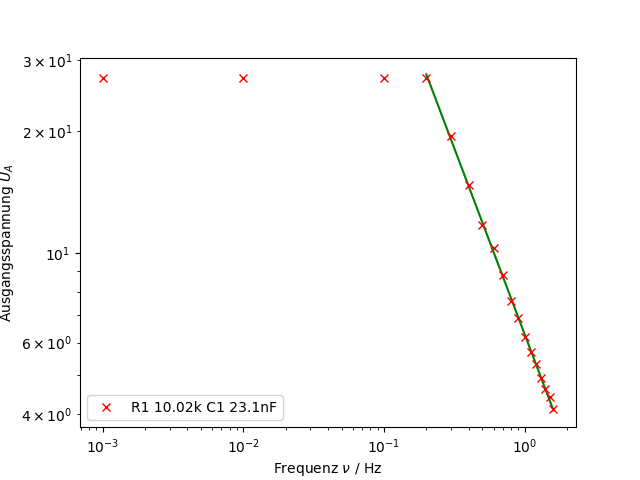 3 × 10¹
2 × 10¹
10¹
6 × 10⁰
4 × 10⁰
Ausgangsspannung U_A
R1 10.02k C1 23.1nF
10⁻³
10⁻²
10⁻¹
10⁰
Frequenz ν / Hz